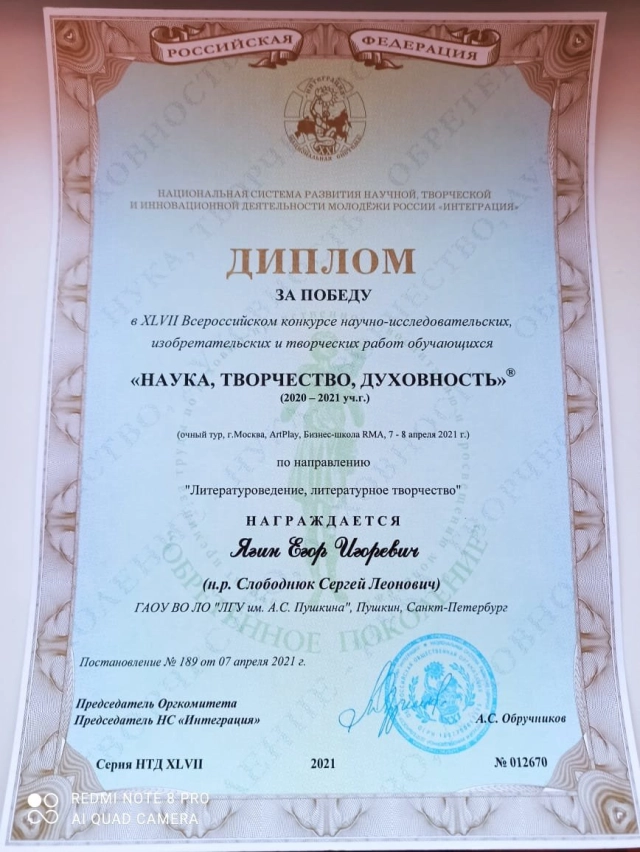 РОССИЙСКАЯ ФЕДЕРАЦИЯ
ИНТЕГРАЦИЯ
XXI
НАЦИОНАЛЬНАЯ СИСТЕМА РАЗВИТИЯ НАУЧНОЙ, ТВОРЧЕСКОЙ
И ИННОВАЦИОННОЙ ДЕЯТЕЛЬНОСТИ МОЛОДЁЖИ РОССИИ «ИНТЕГРАЦИЯ»
ДИПЛОМ
ЗА ПОБЕДУ
в XLVII Всероссийском конкурсе научно-исследовательских,
изобретательских и творческих работ обучающихся
«НАУКА, ТВОРЧЕСТВО, ДУХОВНОСТЬ»®
(2020 – 2021 уч.г.)
(очный тур, г.Москва, ArtPlay, Бизнес-школа RMA, 7 - 8 апреля 2021 г.)
по направлению
"Литературоведение, литературное творчество"
НАГРАЖДАЕТСЯ
Ягин Егор Игоревич
(н.р. Слободнюк Сергей Леонович)
ГАОУ ВО ЛО "ЛГУ им. А.С. Пушкина", Пушкин, Санкт-Петербург
Постановление № 189 от 07 апреля 2021 г.
Председатель Оргкомитета
Председатель НС «Интеграция»
А.С. Обручников
Серия НТД XLVII 2021 № 012670
REDMI NOTE 8 PRO
AI QUAD CAMERA